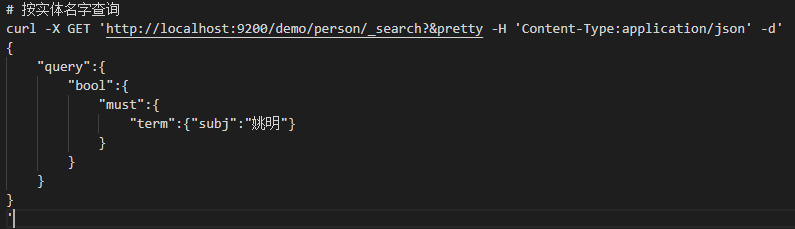 # 按实体名字查询
curl -X GET 'http://localhost:9200/demo/person/_search?&pretty -H 'Content-Type:application/json' -d'
{
    "query":{
        "bool":{
            "must":{
                "term":{"subj":"姚明"}
            }
        }
    }
}
'